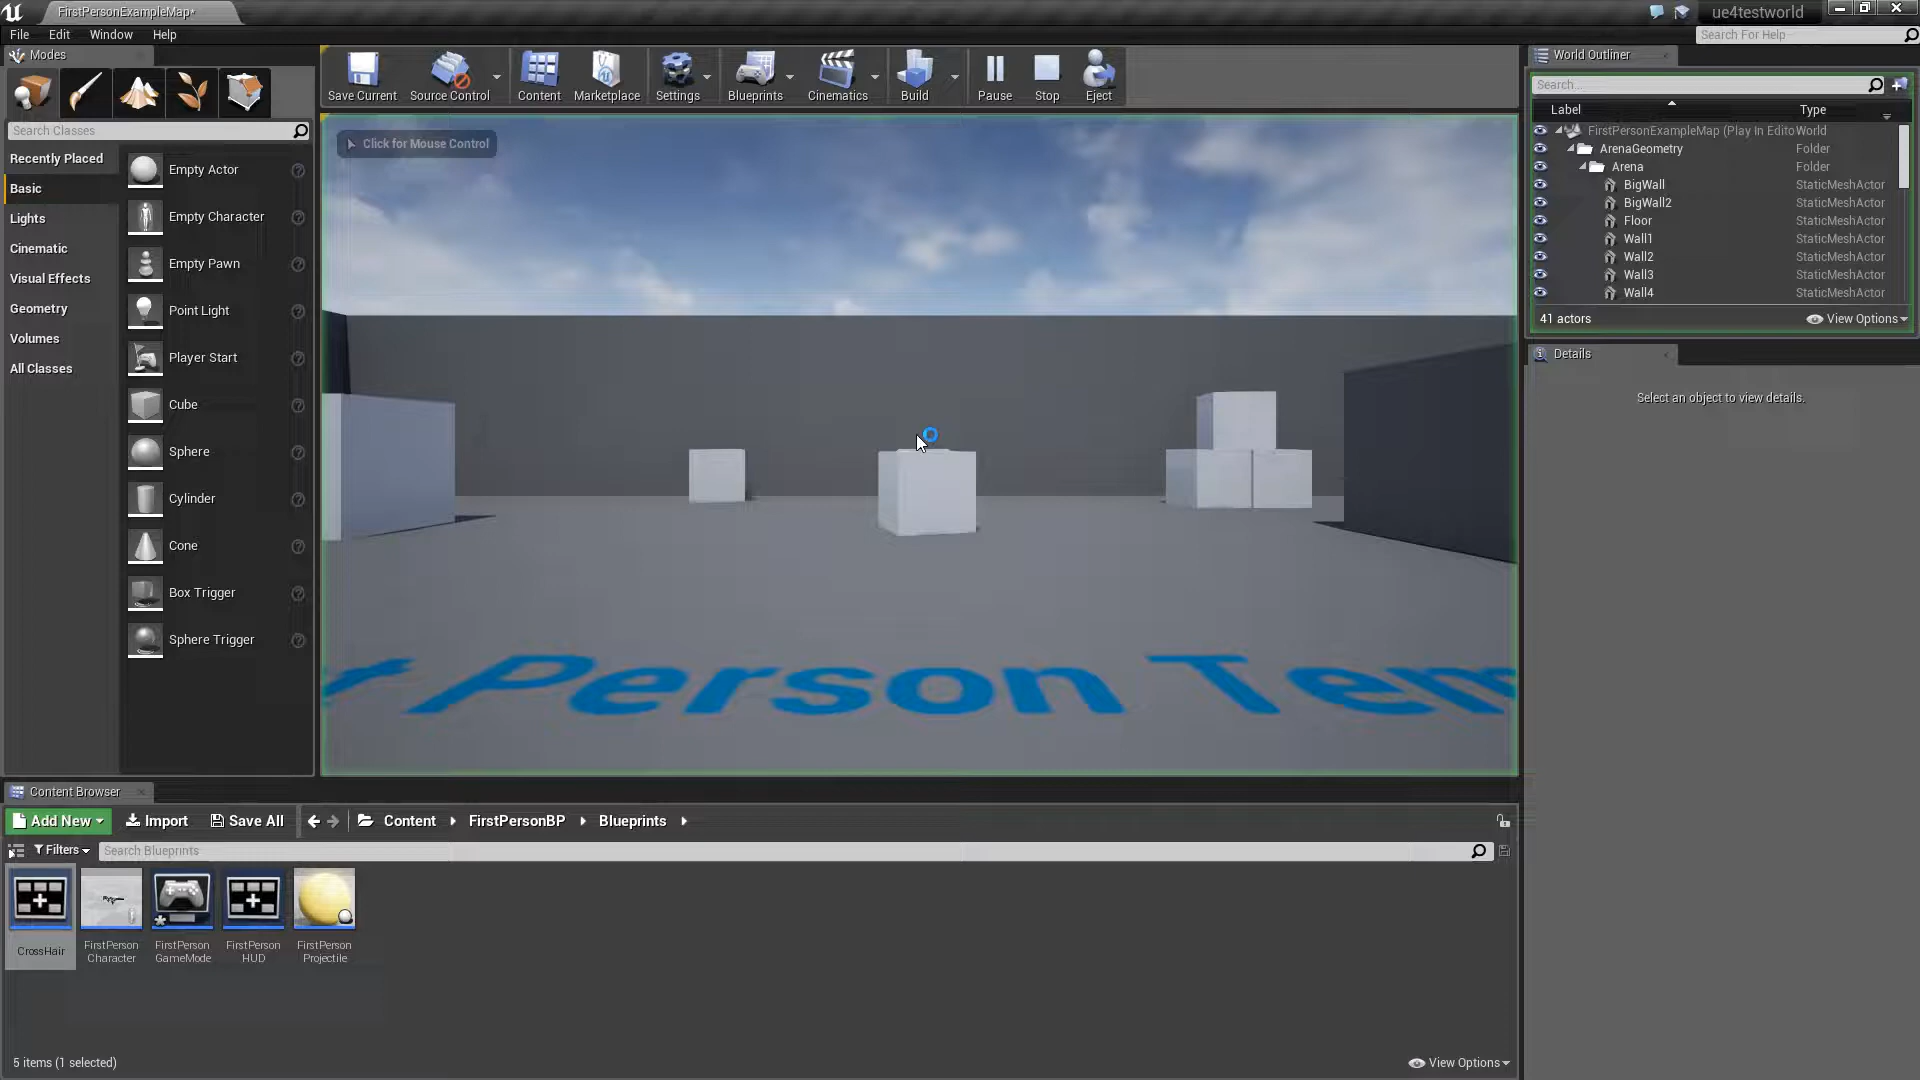 FirstPersonExampleMap*
ue4testworld
File Edit Window Help
Search For Help
Modes
Save Current
Source Control
Content
Marketplace
Settings
Blueprints
Cinematics
Build
Pause
Stop
Eject
World Outliner
Search...
Label Type
FirstPersonExampleMap (Play In Edito World
ArenaGeometry Folder
Arena Folder
BigWall StaticMeshActor
BigWall2 StaticMeshActor
Floor StaticMeshActor
Wall1 StaticMeshActor
Wall2 StaticMeshActor
Wall3 StaticMeshActor
Wall4 StaticMeshActor
41 actors
View Options
Details
Select an object to view details.
Search Classes
Recently Placed
Basic
Lights
Cinematic
Visual Effects
Geometry
Volumes
All Classes
Empty Actor
Empty Character
Empty Pawn
Point Light
Player Start
Cube
Sphere
Cylinder
Cone
Box Trigger
Sphere Trigger
Click for Mouse Control
t Person Tem
Content Browser
Add New Import Save All Content FirstPersonBP Blueprints
Filters Search Blueprints
CrossHair
FirstPerson
Character
FirstPerson
GameMode
FirstPerson
HUD
FirstPerson
Projectile
5 items (1 selected)
View Options